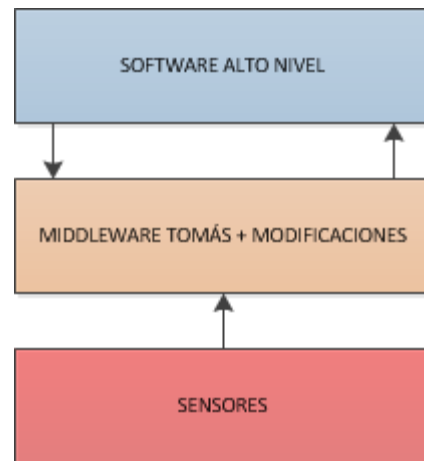 SOFTWARE ALTO NIVEL
MIDDLEWARE TOMÁS + MODIFICACIONES
SENSORES